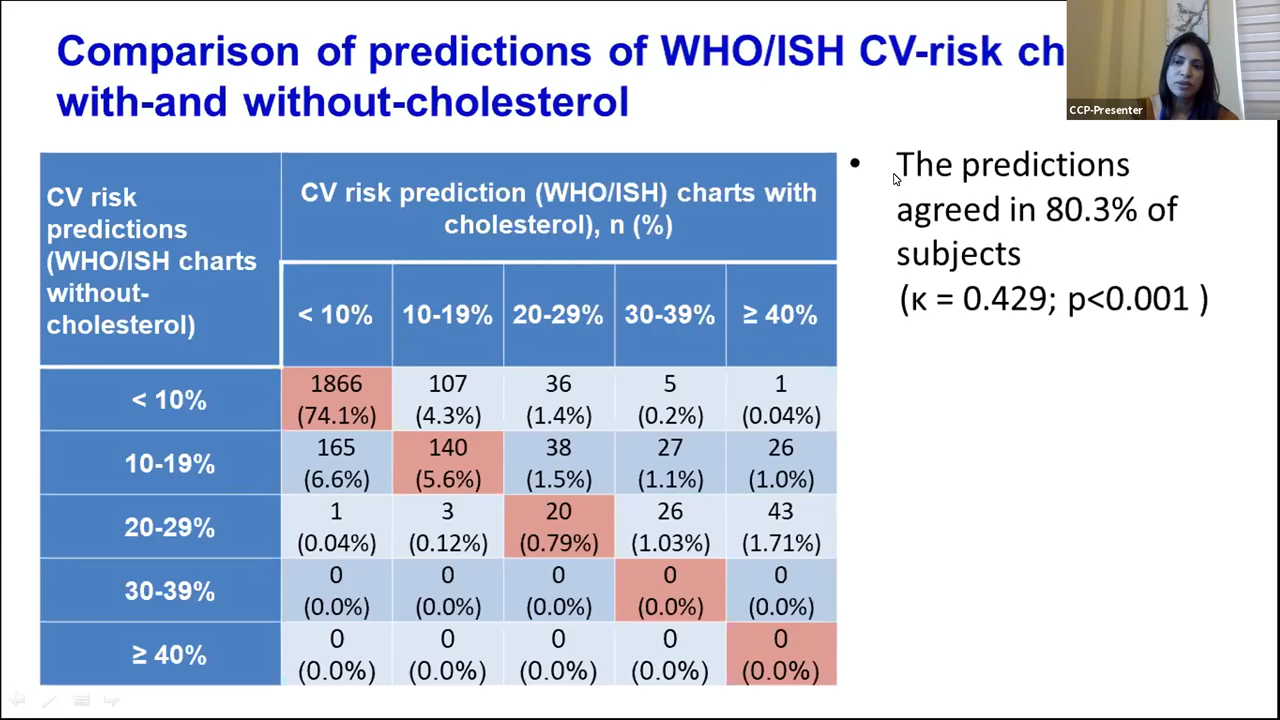 Comparison of predictions of WHO/ISH CV-risk ch
with-and without-cholesterol
CCP-Presenter
CV risk
predictions
(WHO/ISH charts
without-
cholesterol)
CV risk prediction (WHO/ISH) charts with
cholesterol), n (%)
< 10% 10-19% 20-29% 30-39% ≥ 40%
< 10%
1866 107 36 5 1
(74.1%) (4.3%) (1.4%) (0.2%) (0.04%)
10-19%
165 140 38 27 26
(6.6%) (5.6%) (1.5%) (1.1%) (1.0%)
20-29%
1 3 20 26 43
(0.04%) (0.12%) (0.79%) (1.03%) (1.71%)
30-39%
0 0 0 0 0
(0.0%) (0.0%) (0.0%) (0.0%) (0.0%)
≥ 40%
0 0 0 0 0
(0.0%) (0.0%) (0.0%) (0.0%) (0.0%)
• The predictions
agreed in 80.3% of
subjects
(κ = 0.429; p<0.001 )